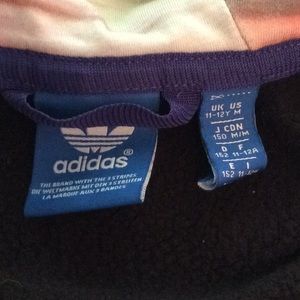 adidas®
THE BRAND WITH THE 3 STRIPES
DIE WELTMARKE MIT DEN 3 STREIFEN
LA MARQUE AUX 3 BANDES
UK US
11-12Y M
J CDN
150 M/M
D F
152 11-12A
E I
152